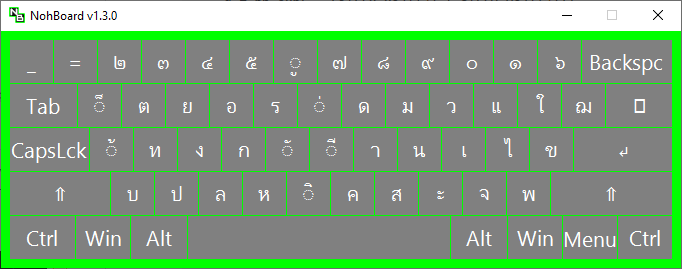 NohBoard v1.3.0
_ = ๒ ๓ ๔ ๕ ู ๗ ๘ ๙ ๐ ๑ ๖ Backspc
Tab ็ ต ย อ ร ่ ด ม ว แ ใ ฌ
CapsLck ้ ท ง ก ั ี า น เ ไ ข ↲
⇑ บ ป ล ห ิ ค ส ะ จ พ ⇑
Ctrl Win Alt Alt Win Menu Ctrl